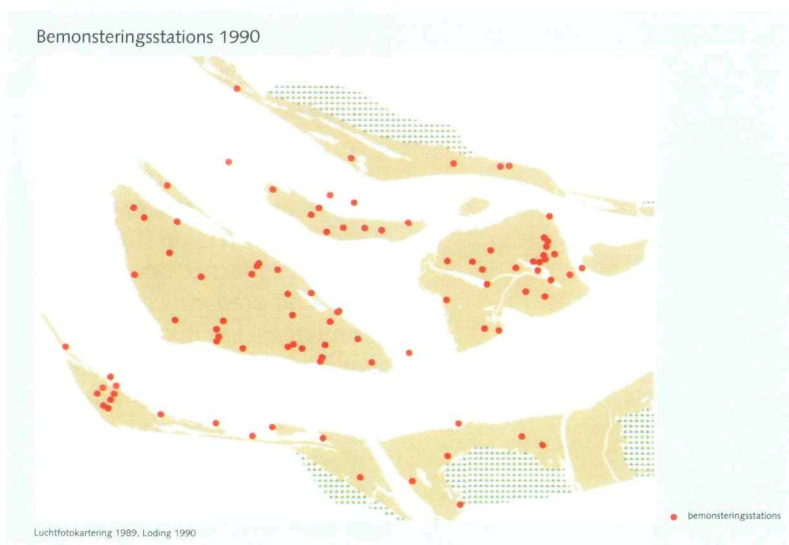 Bemonsteringsstations 1990
bemonsteringsstations
Luchtfotokartering 1989, Loding 1990